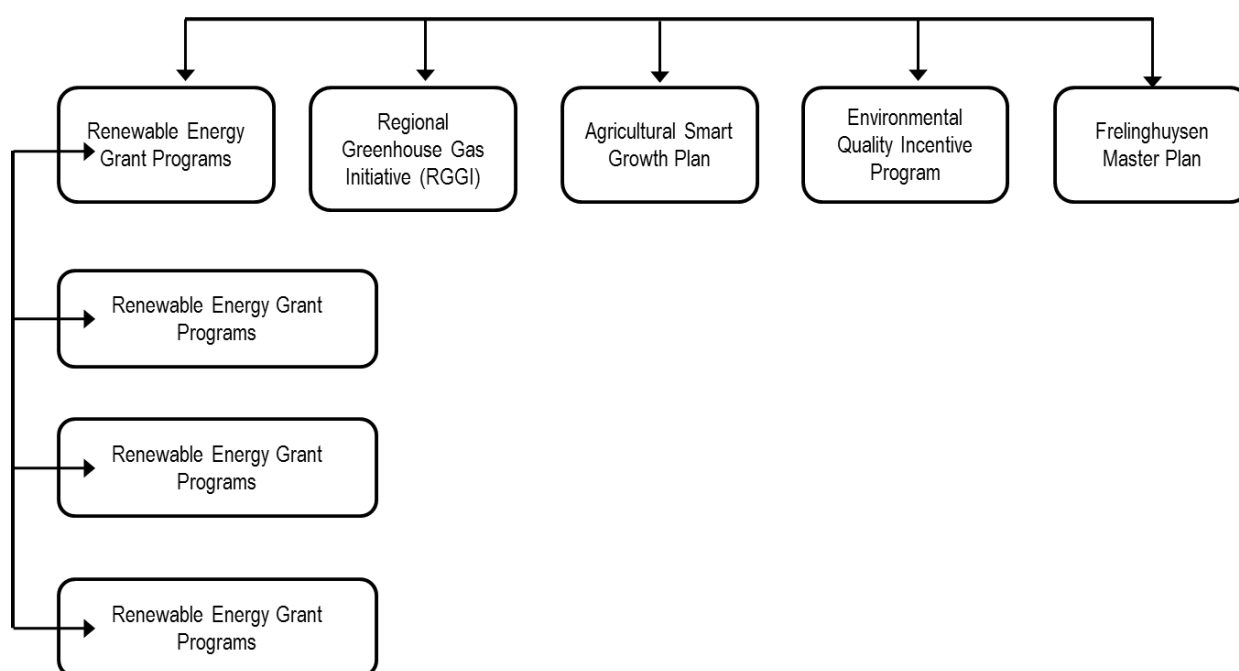 Renewable Energy
Grant Programs
Regional
Greenhouse Gas
Initiative (RGGI)
Agricultural Smart
Growth Plan
Environmental
Quality Incentive
Program
Frelinghuysen
Master Plan
Renewable Energy Grant
Programs
Renewable Energy Grant
Programs
Renewable Energy Grant
Programs